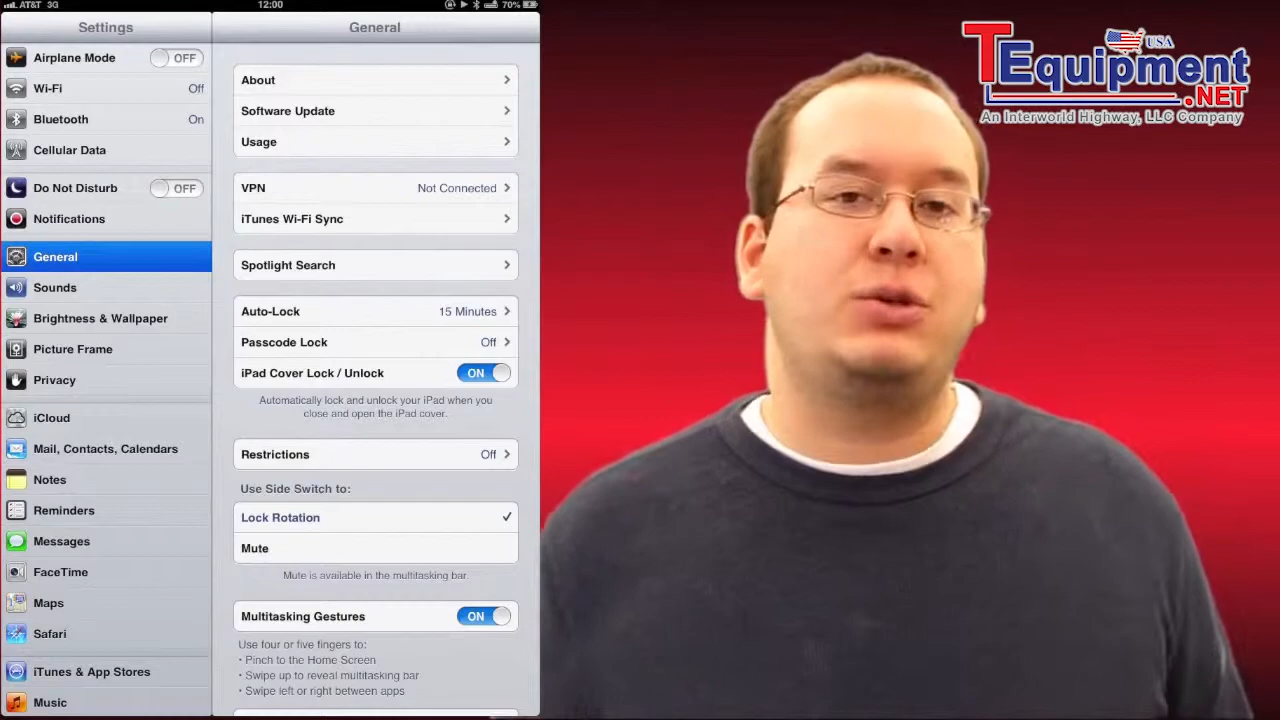 AT&T 3G 12:00 70%
Settings
General
Airplane Mode OFF
Wi-Fi Off
Bluetooth On
Cellular Data
Do Not Disturb OFF
Notifications
General
Sounds
Brightness & Wallpaper
Picture Frame
Privacy
iCloud
Mail, Contacts, Calendars
Notes
Reminders
Messages
FaceTime
Maps
Safari
iTunes & App Stores
Music
About
Software Update
Usage
VPN Not Connected
iTunes Wi-Fi Sync
Spotlight Search
Auto-Lock 15 Minutes
Passcode Lock Off
iPad Cover Lock / Unlock ON
Automatically lock and unlock your iPad when you
close and open the iPad cover.
Restrictions Off
Use Side Switch to:
Lock Rotation
Mute
Mute is available in the multitasking bar.
Multitasking Gestures ON
Use four or five fingers to:
• Pinch to the Home Screen
• Swipe up to reveal multitasking bar
• Swipe left or right between apps
USA
TEquipment
.NET
An Interworld Highway, LLC Company